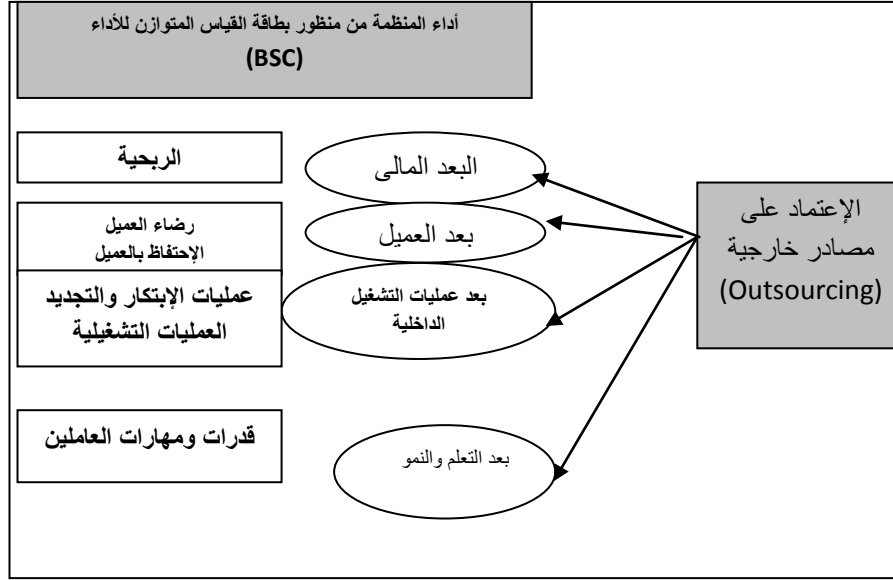 أداء المنظمة من منظور بطاقة القياس المتوازن للأداء
(BSC)
الربحية
البعد المالى
الإعتماد على
مصادر خارجية
(Outsourcing)
رضاء العميل
الإحتفاظ بالعميل
بعد العميل
عمليات الإبتكار والتجديد
العمليات التشغيلية
بعد عمليات التشغيل
الداخلية
قدرات ومهارات العاملين
بعد التعلم والنمو